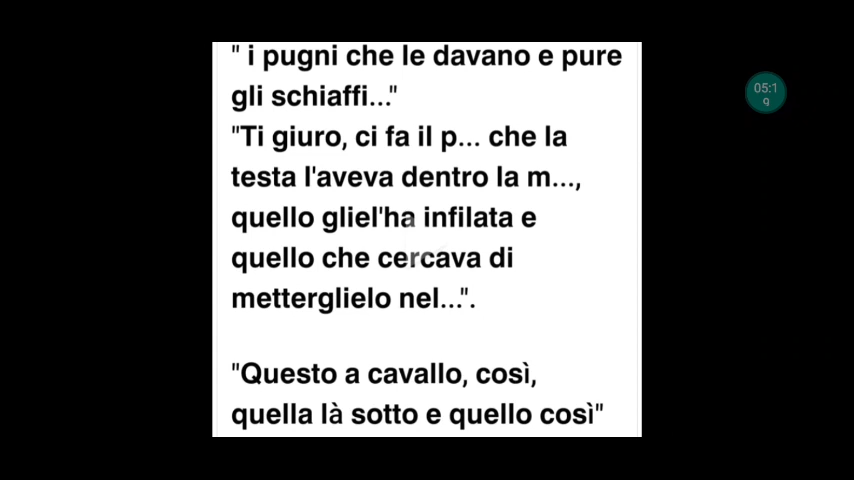 " i pugni che le davano e pure
gli schiaffi..."
"Ti giuro, ci fa il p... che la
testa l'aveva dentro la m...,
quello gliel'ha infilata e
quello che cercava di
metterglielo nel...".
"Questo a cavallo, così,
quella là sotto e quello così"
05:1
9